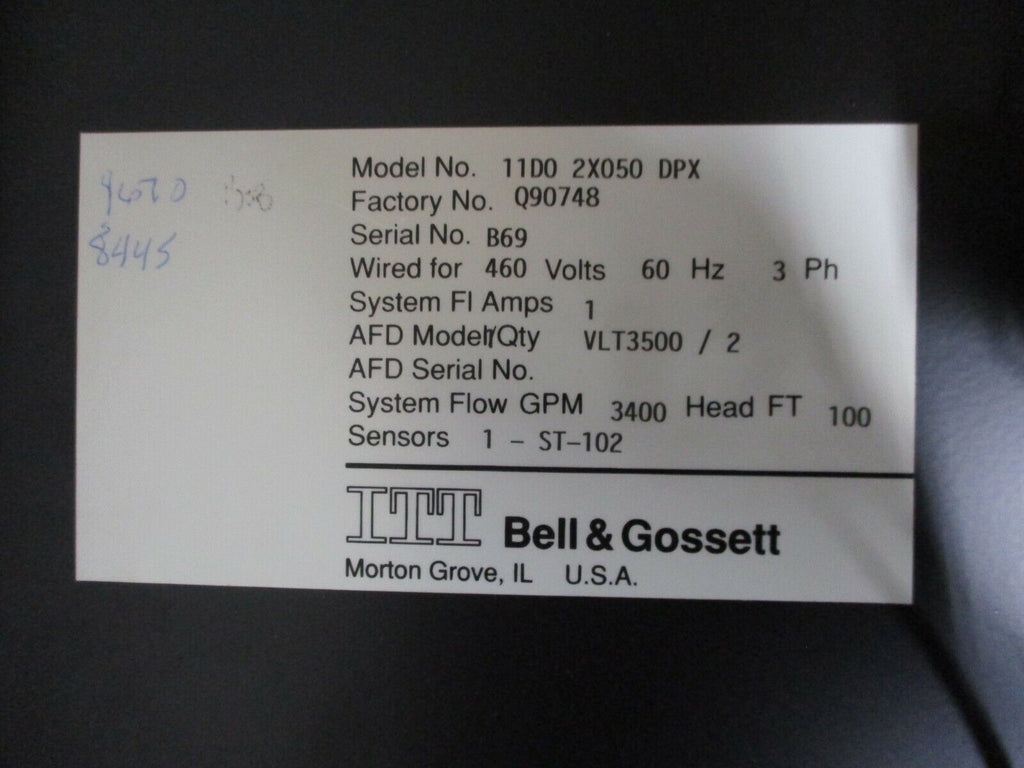 8445
Model No. 11D0 2X050 DPX
Factory No. Q90748
Serial No. B69
Wired for 460 Volts 60 Hz 3 Ph
System Fl Amps 1
AFD Model/Qty VLT3500 / 2
AFD Serial No.
System Flow GPM 3400 Head FT 100
Sensors 1 - ST-102
ITT Bell & Gossett
Morton Grove, IL U.S.A.